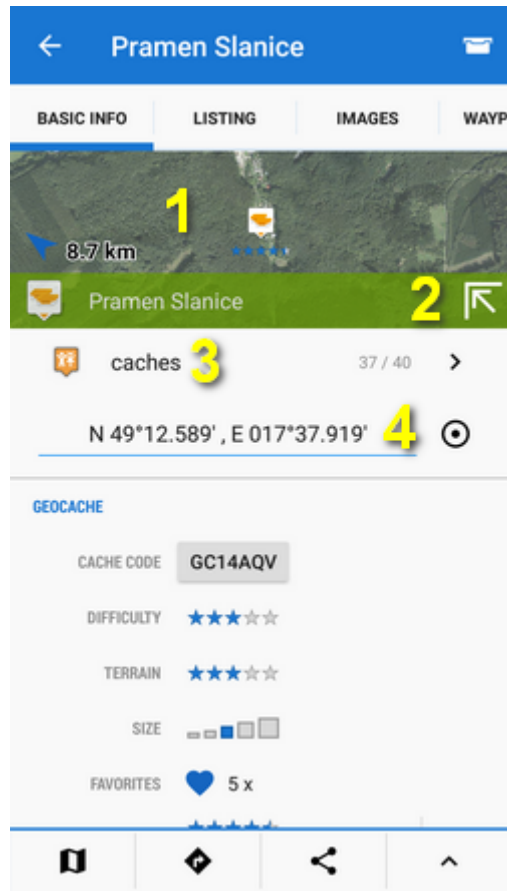 Pramen Slanice
BASIC INFO LISTING IMAGES WAYP
1
8.7 km
Pramen Slanice 2
caches 3 37 / 40
N 49°12.589' , E 017°37.919' 4
GEOCACHE
CACHE CODE GC14AQV
DIFFICULTY
TERRAIN
SIZE
FAVORITES 5 x